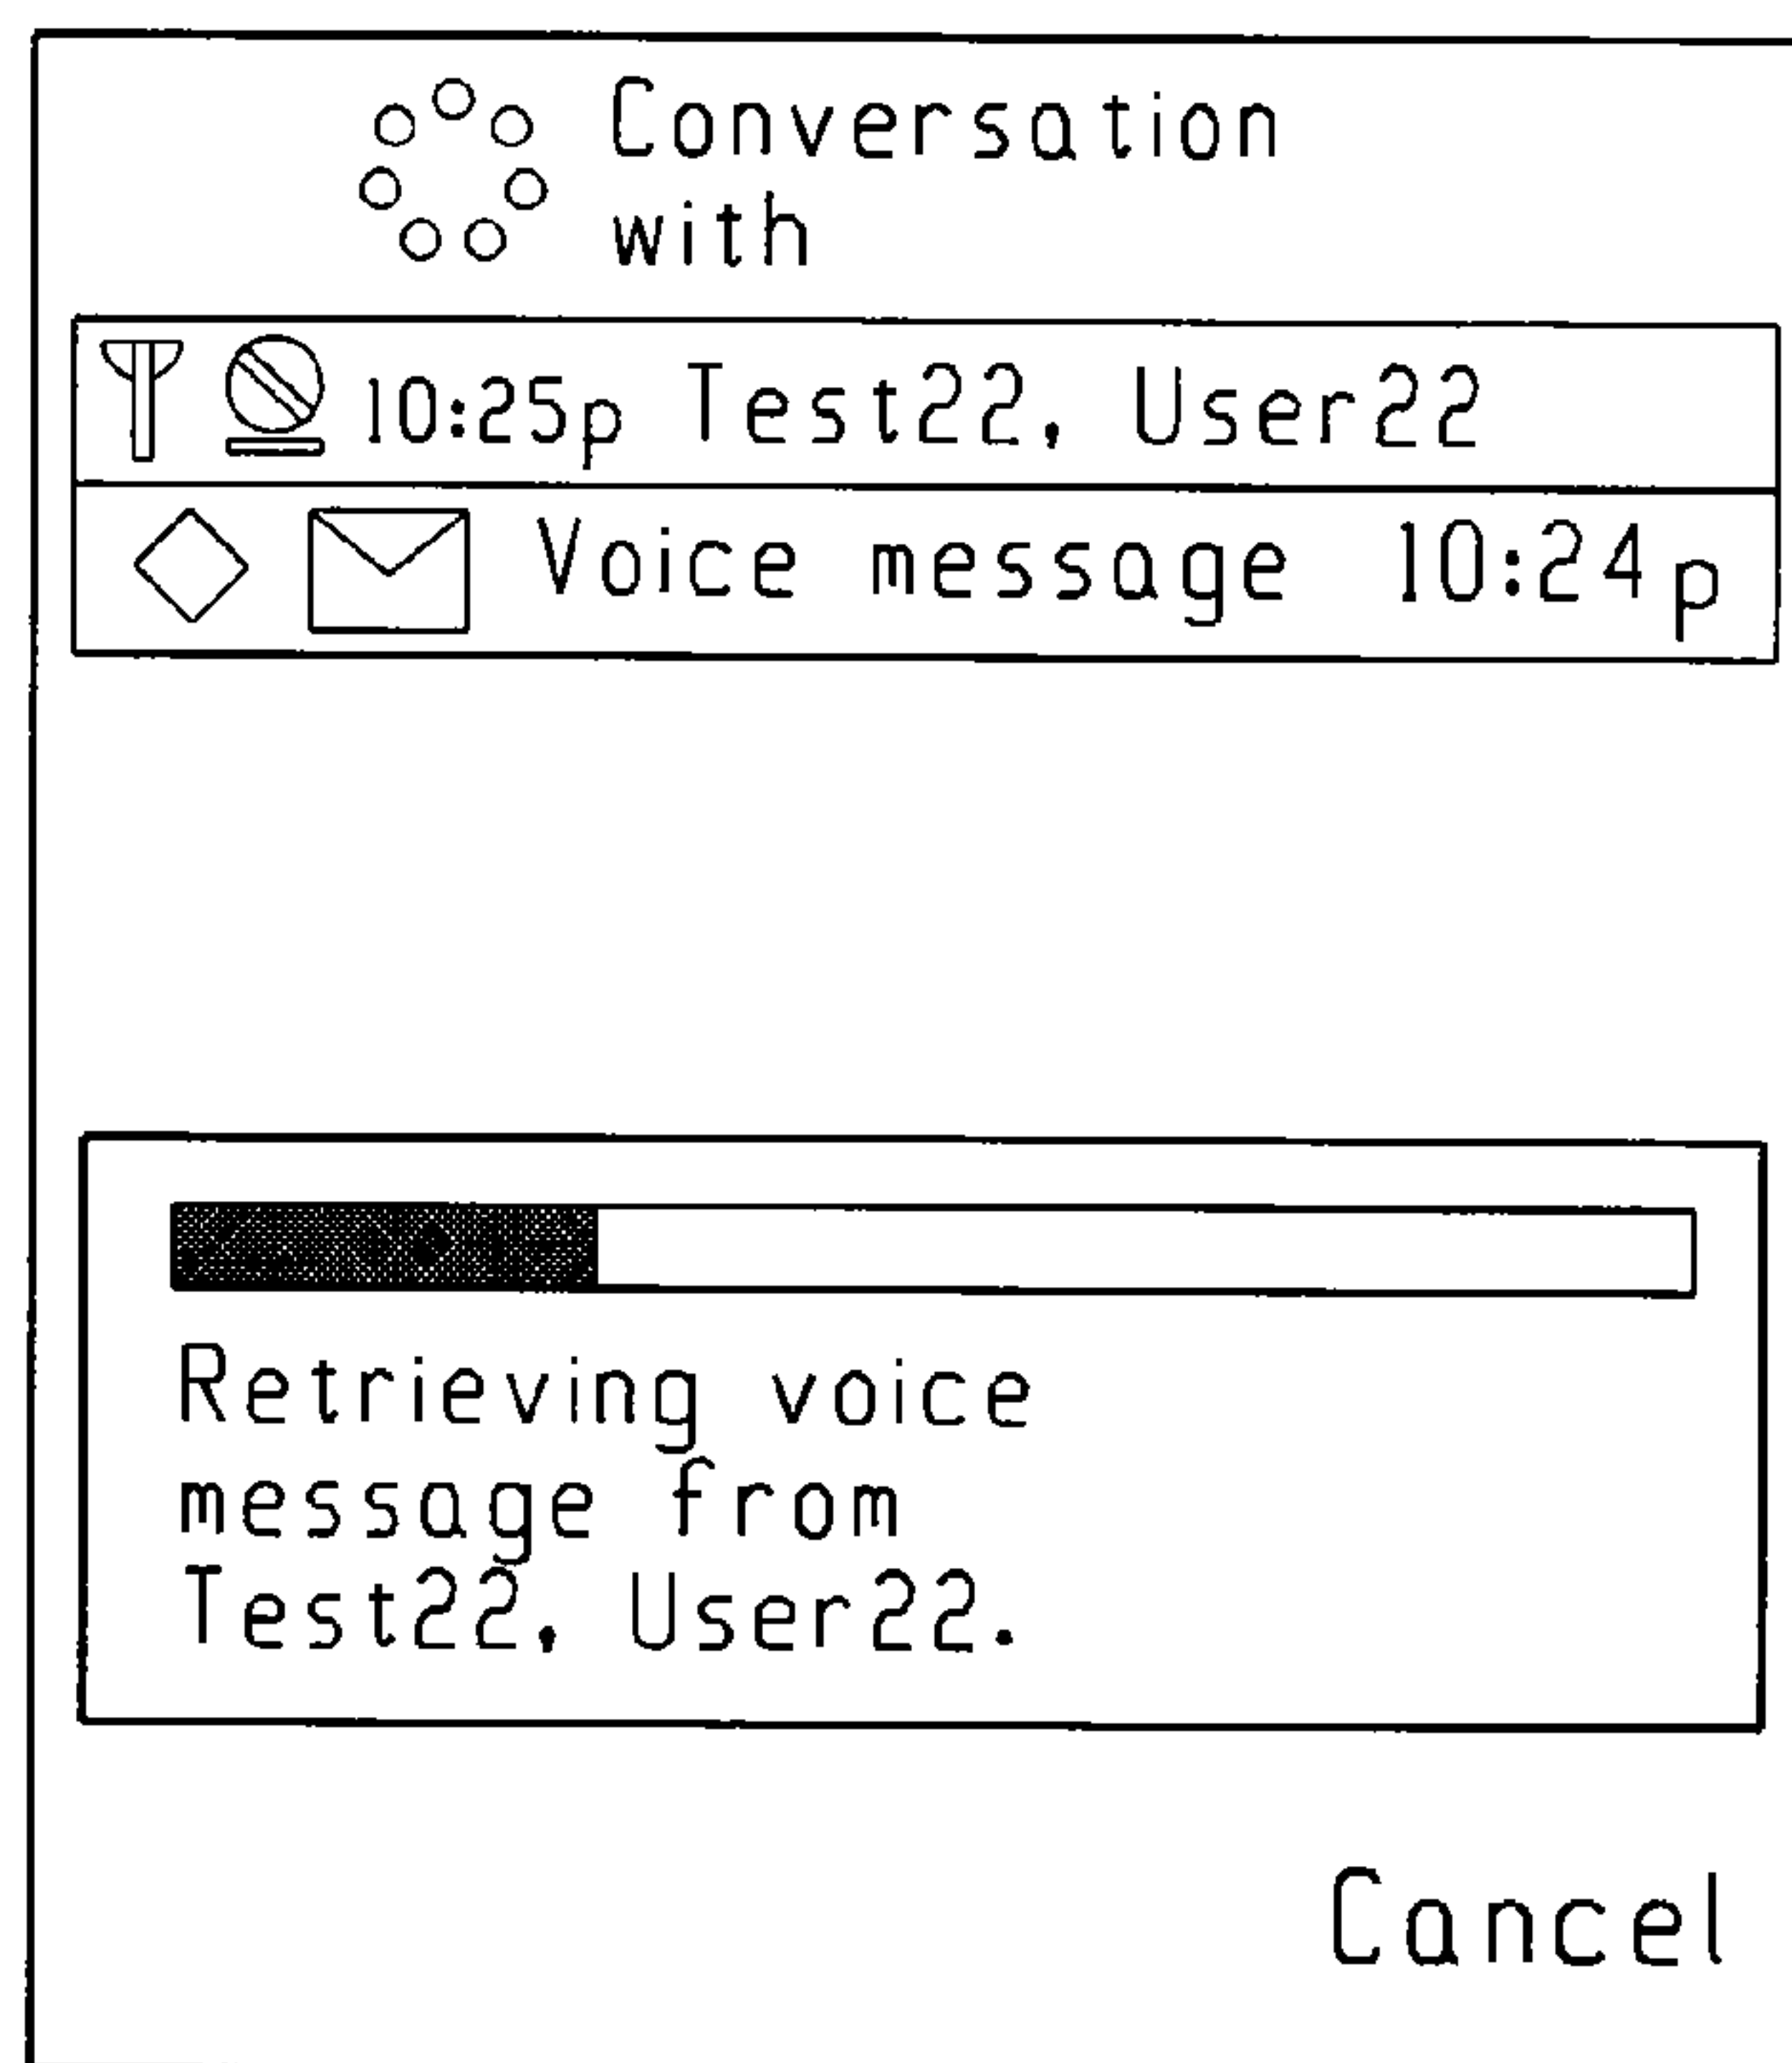 Conversation
with
10:25p Test22, User22
Voice message 10:24p
Retrieving voice
message from
Test22, User22.
Cancel